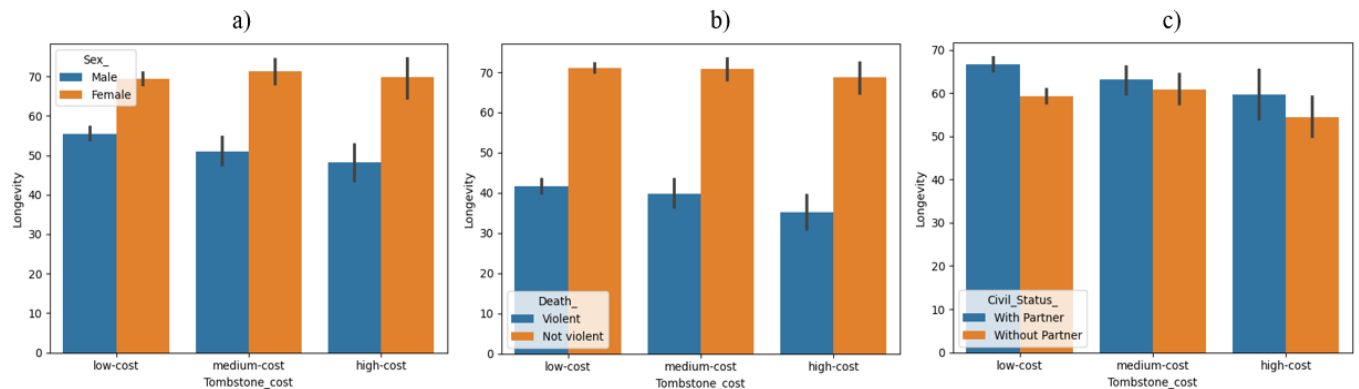 a)
Sex_
Male
Female
Longevity
70
60
50
40
30
20
10
0
low-cost
medium-cost
high-cost
Tombstone_cost
b)
Longevity
70
60
50
40
30
20
10
0
Death_
Violent
Not violent
low-cost
medium-cost
high-cost
Tombstone_cost
c)
Longevity
70
60
50
40
30
20
10
0
Civil_Status_
With Partner
Without Partner
low-cost
medium-cost
high-cost
Tombstone_cost